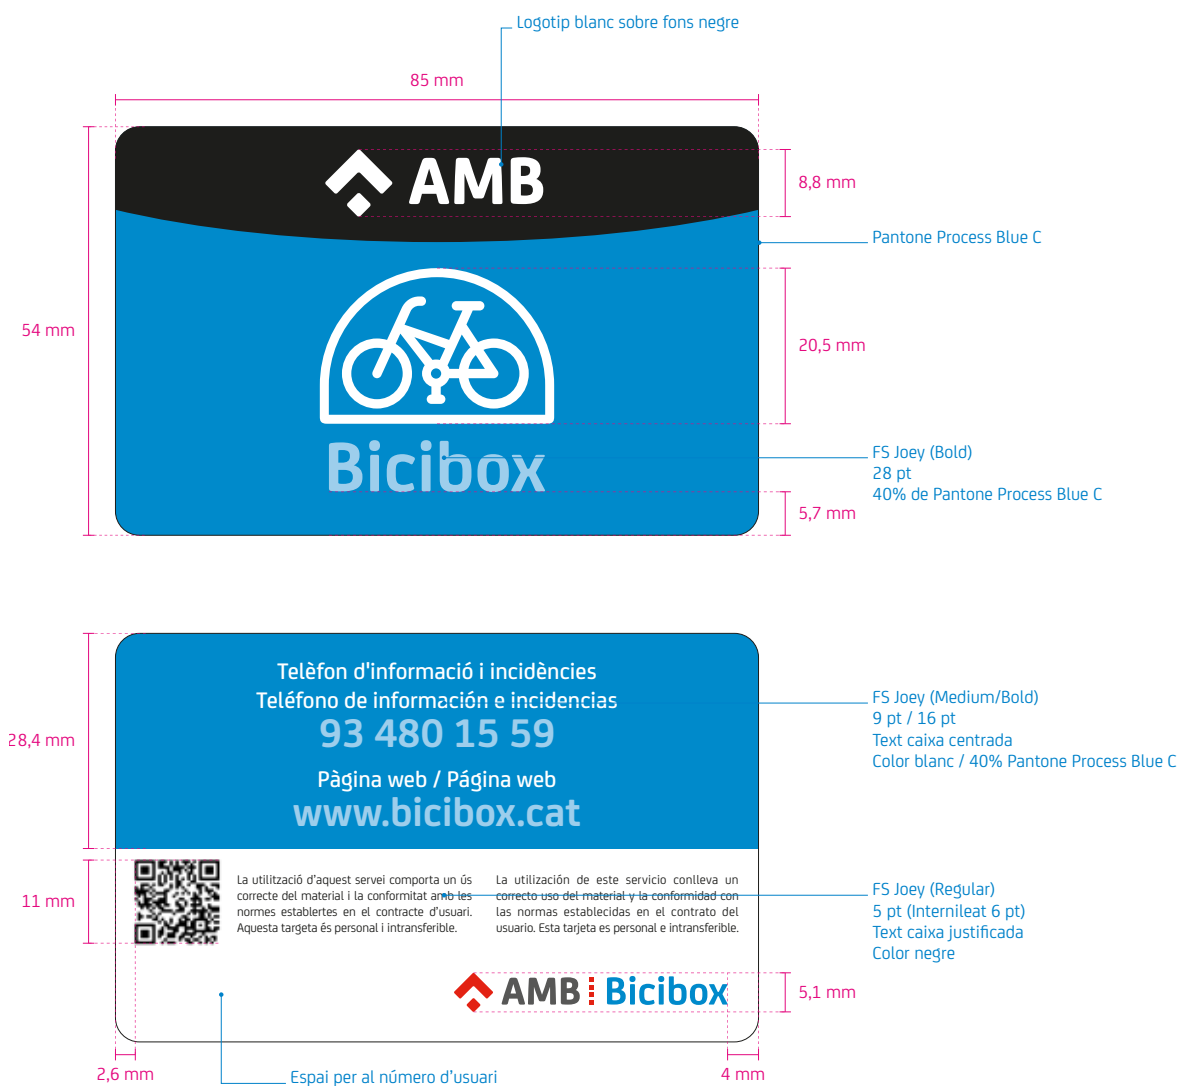 Logotip blanc sobre fons negre
85 mm
AMB
8,8 mm
Pantone Process Blue C
54 mm
20,5 mm
Bicibox
FS Joey (Bold)
28 pt
40% de Pantone Process Blue C
5,7 mm
Telèfon d'informació i incidències
Teléfono de información e incidencias
93 480 15 59
Pàgina web / Página web
www.bicibox.cat
28,4 mm
FS Joey (Medium/Bold)
9 pt / 16 pt
Text caixa centrada
Color blanc / 40% Pantone Process Blue C
11 mm
La utilització d’aquest servei comporta un ús
correcte del material i la conformitat amb les
normes establertes en el contracte d’usuari.
Aquesta targeta és personal i intransferible.
La utilización de este servicio conlleva un
correcto uso del material y la conformidad con
las normas establecidas en el contrato del
usuario. Esta tarjeta es personal e intransferible.
FS Joey (Regular)
5 pt (Internileat 6 pt)
Text caixa justificada
Color negre
AMB Bicibox
5,1 mm
2,6 mm
Espai per al número d’usuari
4 mm